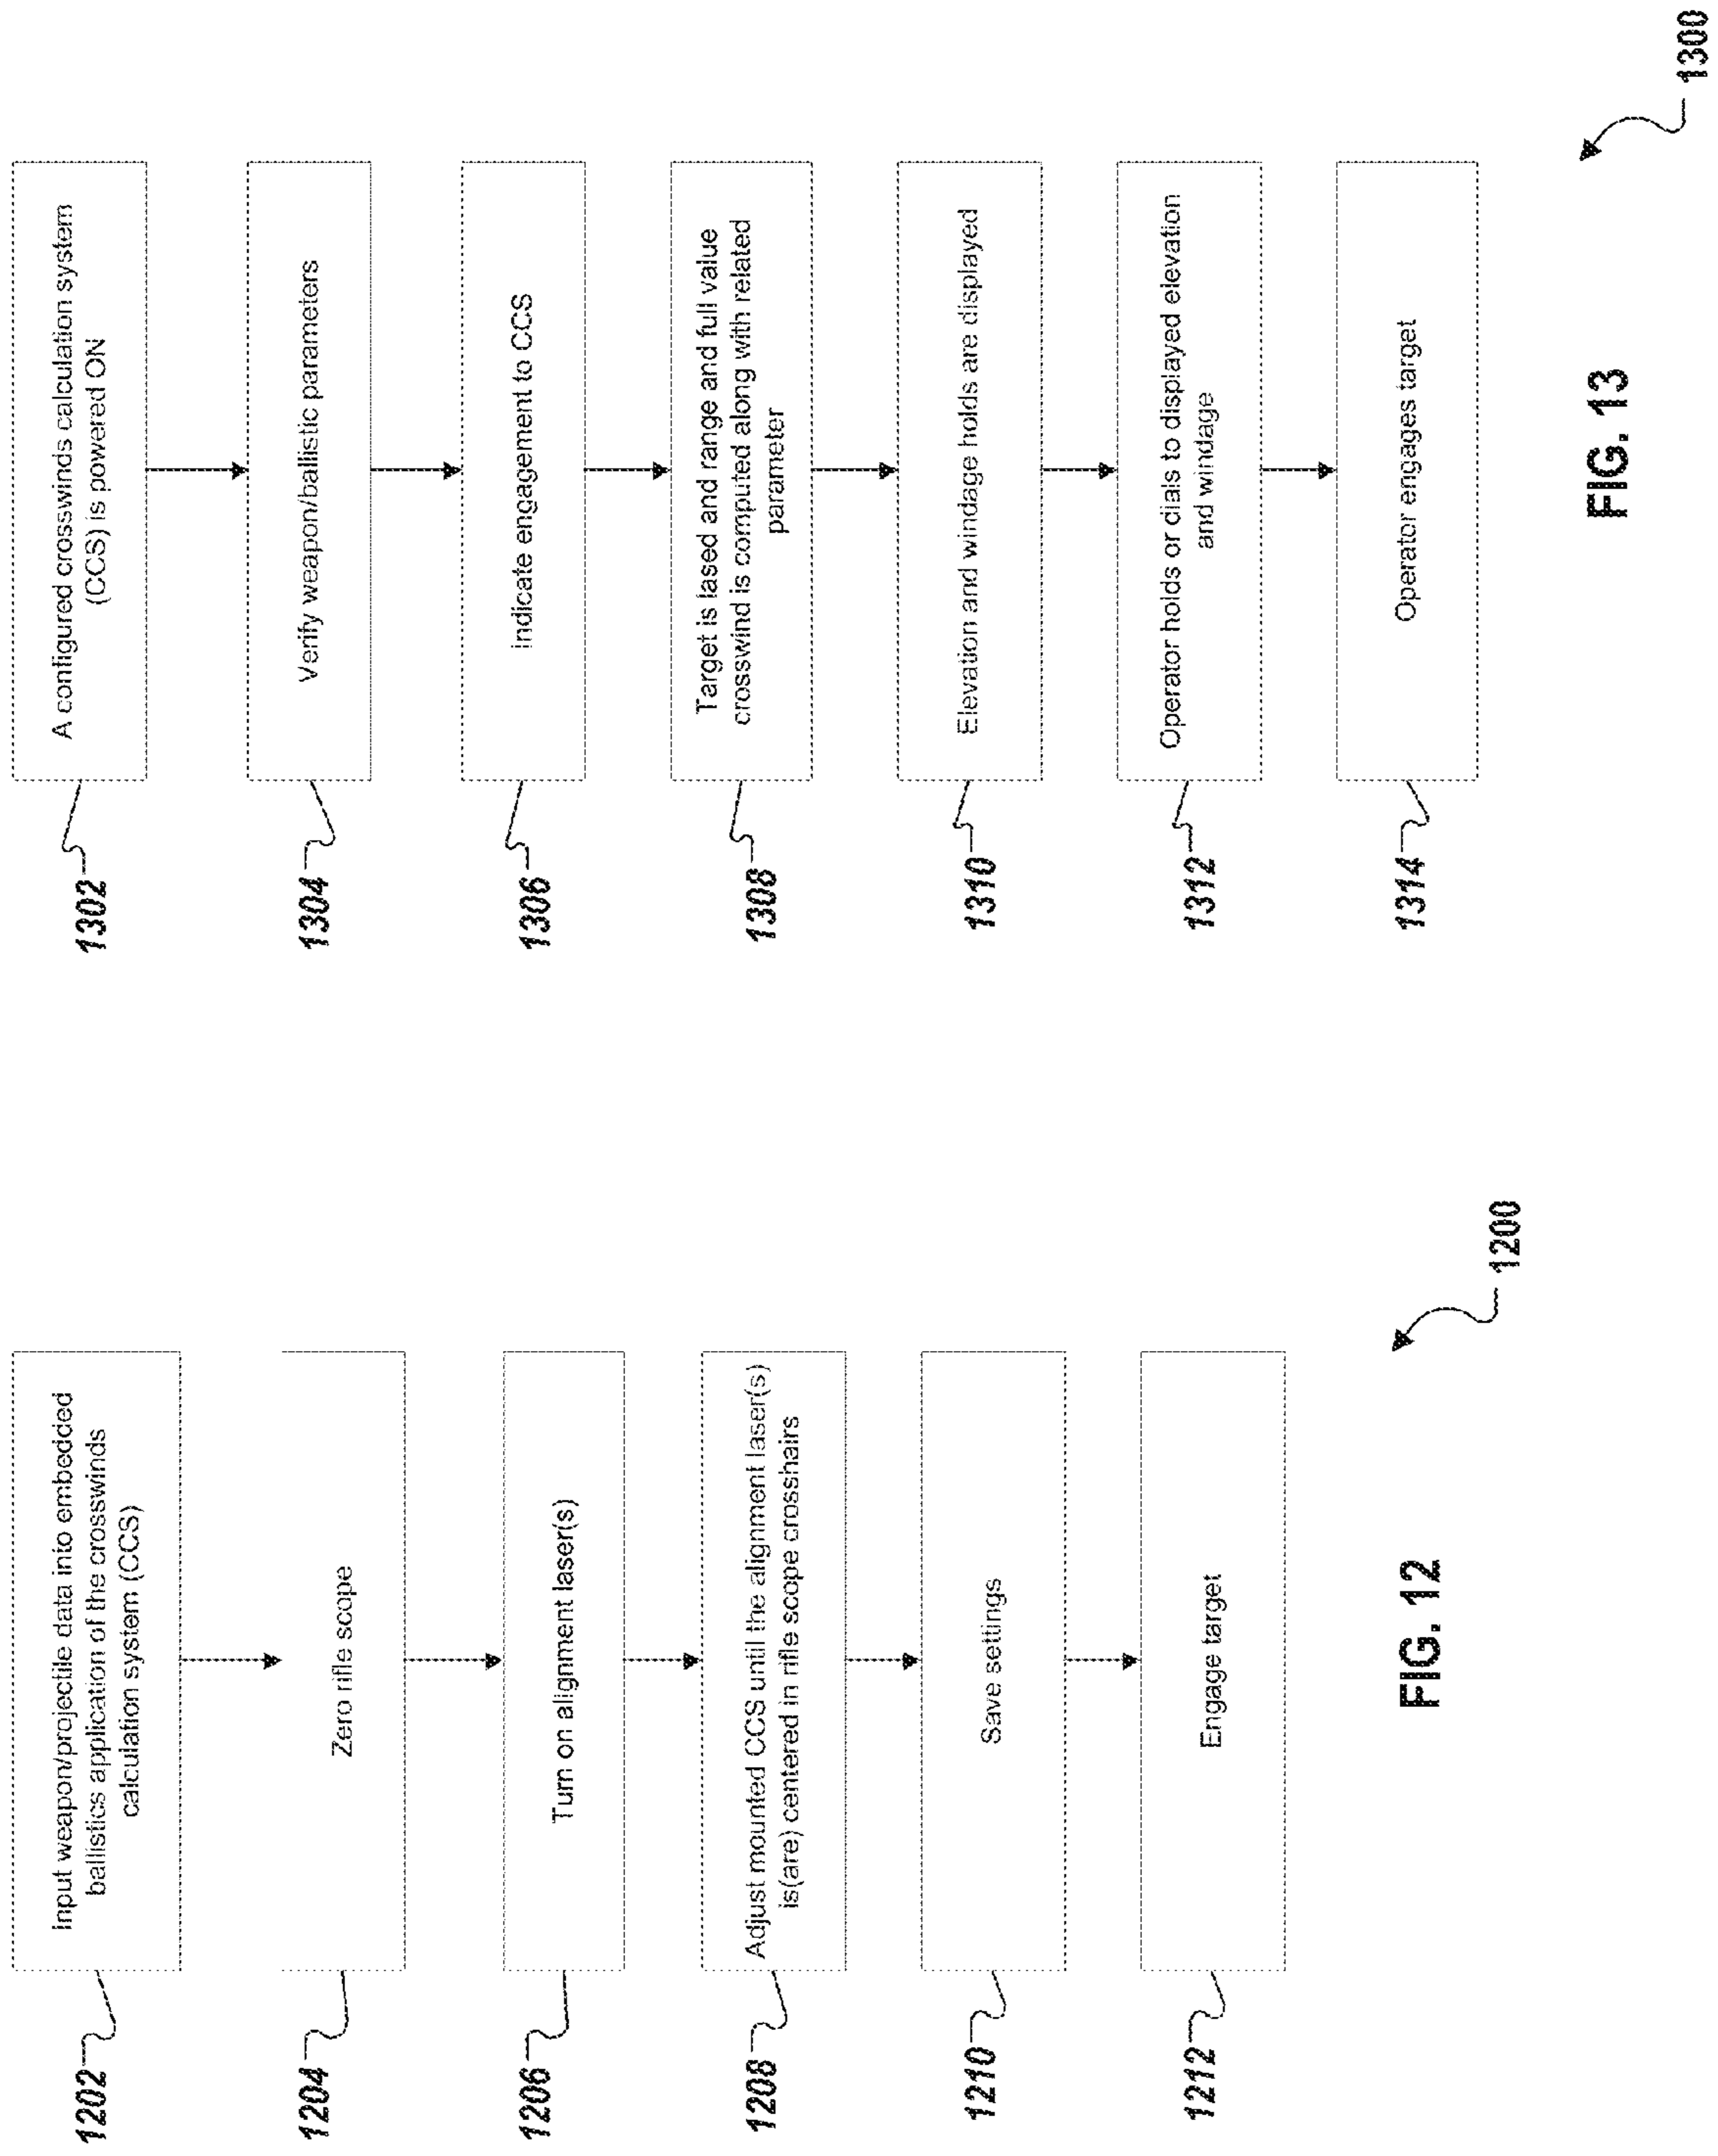 1202
Input weapon/projectile data into embedded
ballistics application of the crosswinds
calculation system (CCS)
1204
Zero rifle scope
1206
Turn on alignment laser(s)
1208
Adjust mounted CCS until the alignment laser(s)
is(are) centered in rifle scope crosshairs
1210
Save settings
1212
Engage target
FIG. 12
1200
1302
A configured crosswinds calculation system
(CCS) is powered ON
1304
Verify weapon/ballistic parameters
1306
Indicate engagement to CCS
1308
Target is lased and range and full value
crosswind is computed along with related
parameter
1310
Elevation and windage holds are displayed
1312
Operator holds or dials to displayed elevation
and windage
1314
Operator engages target
FIG. 13
1300